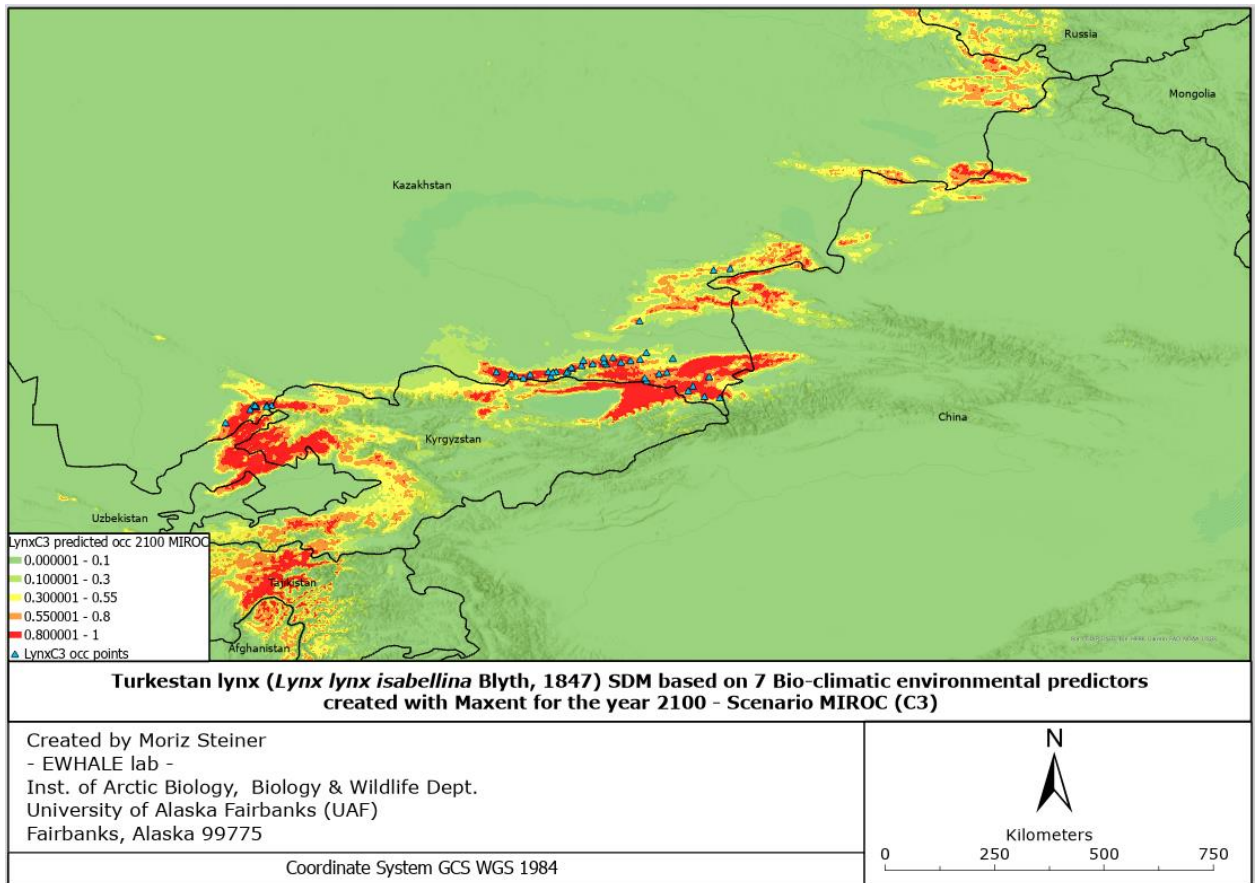 Russia
Mongolia
Kazakhstan
China
Kyrgyzstan
Uzbekistan
Tajikistan
Afghanistan
LynxC3 predicted occ 2100 MIROC
0.000001 - 0.1
0.100001 - 0.3
0.300001 - 0.55
0.550001 - 0.8
0.800001 - 1
LynxC3 occ points
Turkestan lynx (Lynx lynx isabellina Blyth, 1847) SDM based on 7 Bio-climatic environmental predictors
created with Maxent for the year 2100 - Scenario MIROC (C3)
Created by Moriz Steiner
- EWHALE lab -
Inst. of Arctic Biology, Biology & Wildlife Dept.
University of Alaska Fairbanks (UAF)
Fairbanks, Alaska 99775
Coordinate System GCS WGS 1984
N
Kilometers
0 250 500 750